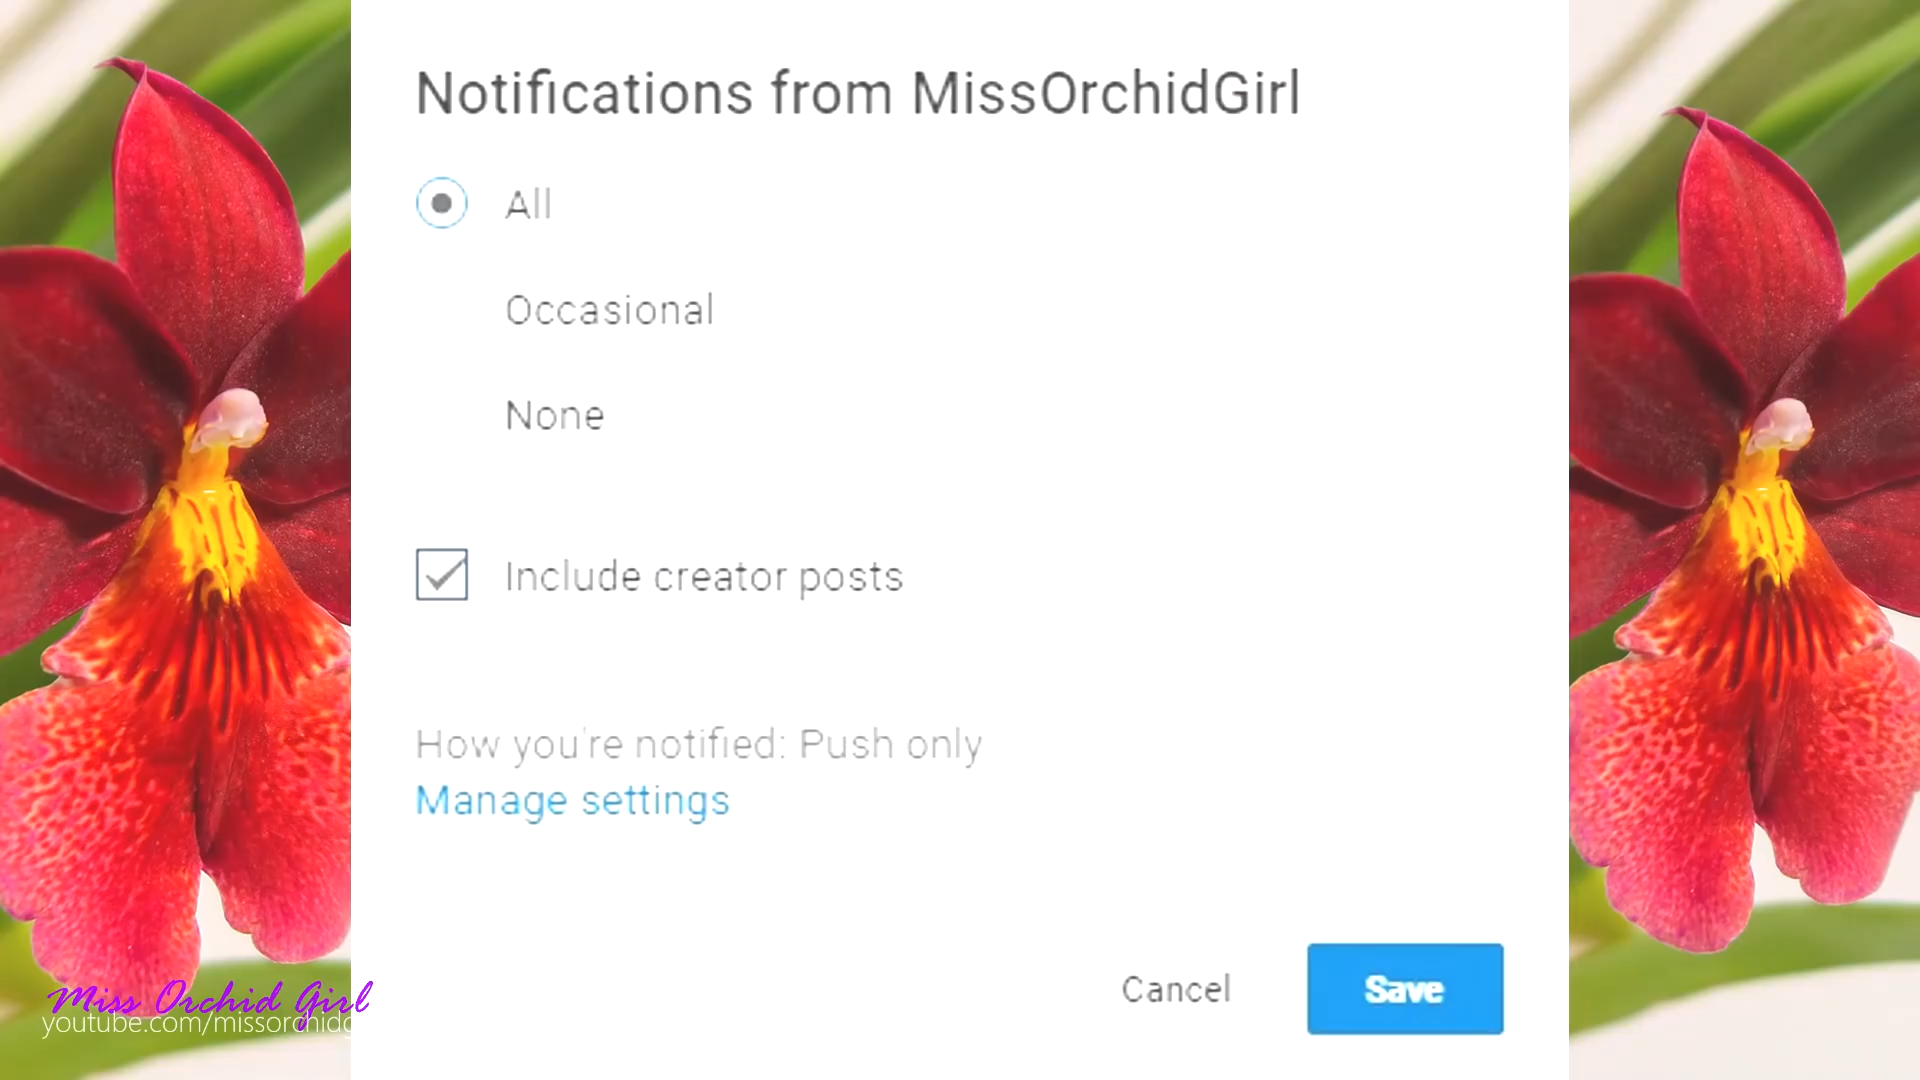 Notifications from MissOrchidGirl
All
Occasional
None
Include creator posts
How you're notified: Push only
Manage settings
Cancel
Save
Miss Orchid Girl